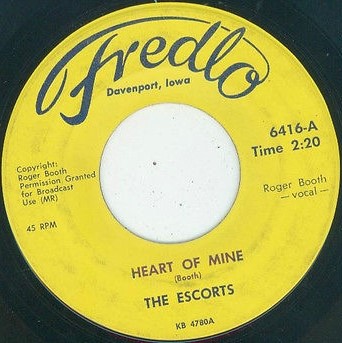 Fredlo
Davenport, Iowa
6416-A
Time 2:20
Copyright:
Roger Booth
Permission Granted
for Broadcast
Use (MR)
Roger Booth
— vocal —
45 RPM
HEART OF MINE
(Booth)
THE ESCORTS
KB 4780A